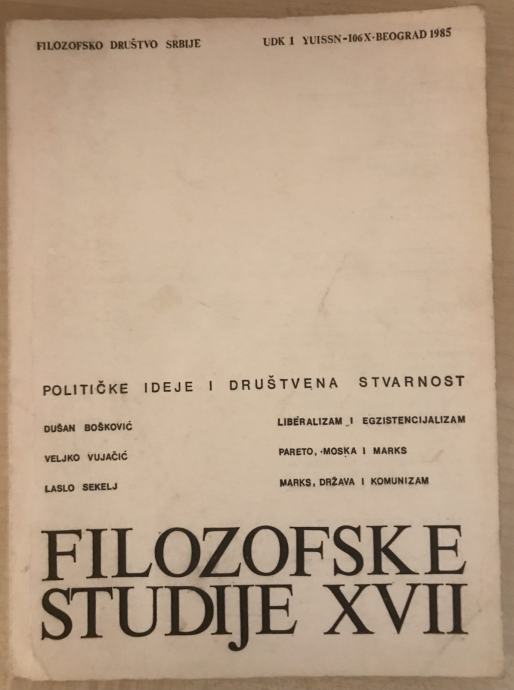 FILOZOFSKO DRUŠTVO SRBIJE
UDK 1 YUISSN-106X·BEOGRAD 1985
POLITIČKE IDEJE I DRUŠTVENA STVARNOST
DUŠAN BOŠKOVIĆ
LIBERALIZAM I EGZISTENCIJALIZAM
VELJKO VUJAČIĆ
PARETO, MOSKA I MARKS
LASLO SEKELJ
MARKS, DRŽAVA I KOMUNIZAM
FILOZOFSKE
STUDIJE XVII